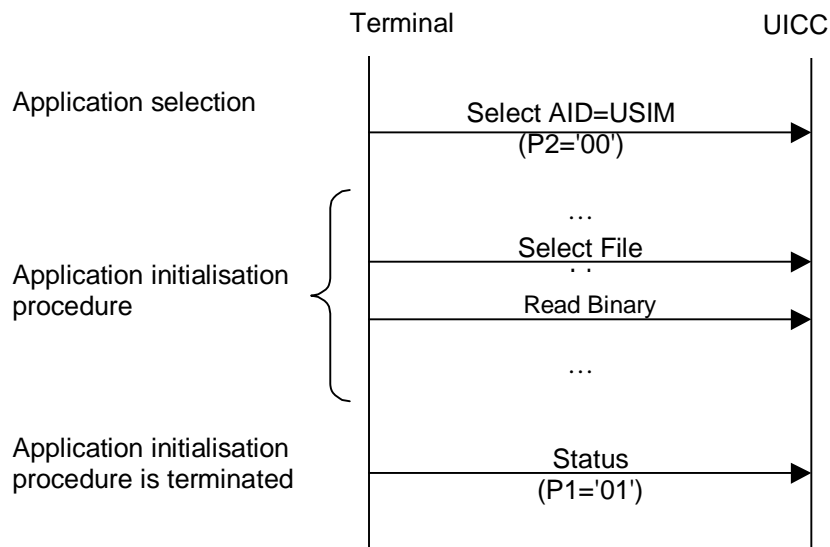 Terminal
UICC
Application selection
Select AID=USIM
(P2='00')
...
Select File
. .
Application initialisation
procedure
Read Binary
...
Application initialisation
procedure is terminated
Status
(P1='01')